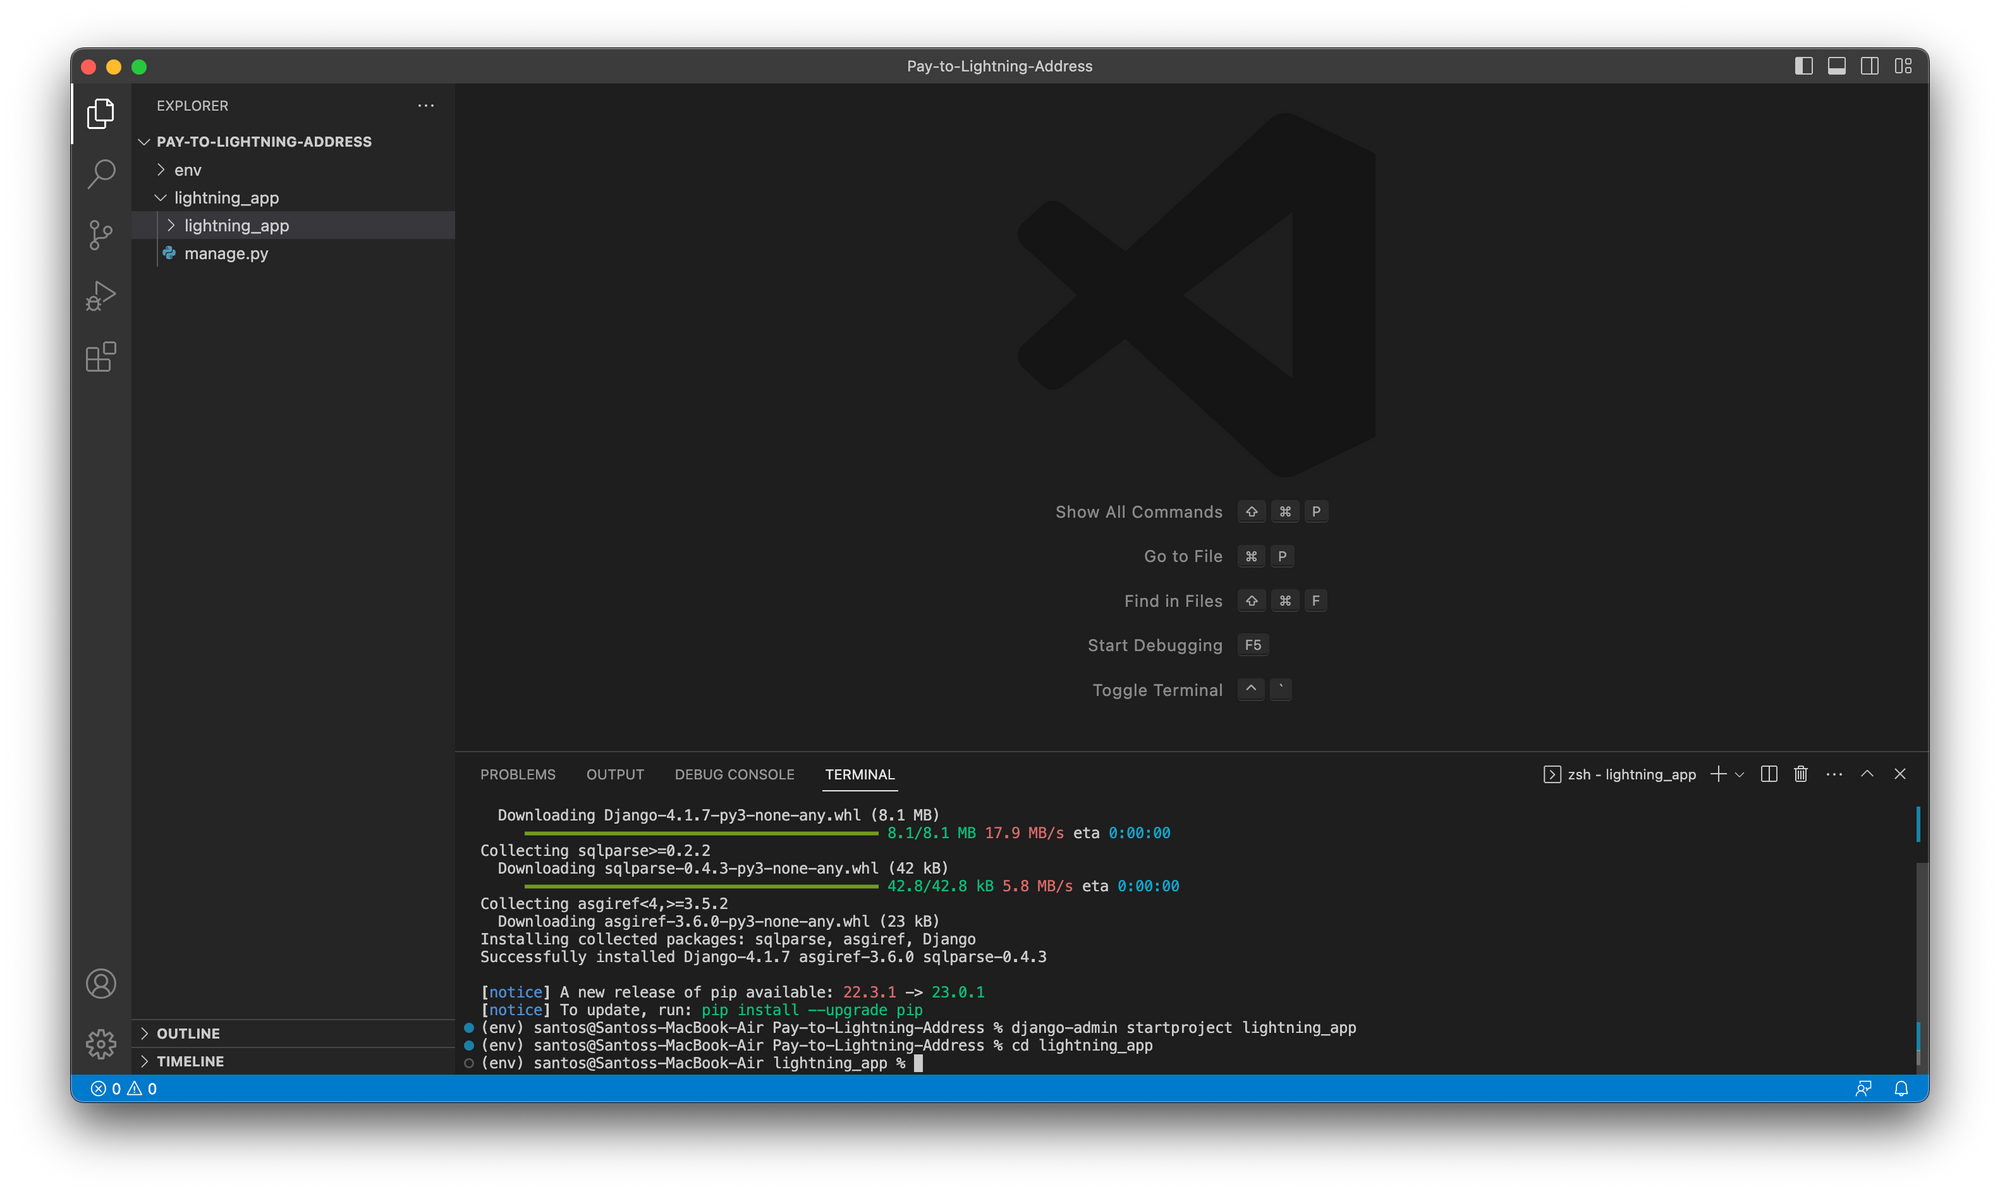 Pay-to-Lightning-Address
EXPLORER
PAY-TO-LIGHTNING-ADDRESS
env
lightning_app
lightning_app
manage.py
Show All Commands ⇧ ⌘ P
Go to File ⌘ P
Find in Files ⇧ ⌘ F
Start Debugging F5
Toggle Terminal ^ `
PROBLEMS OUTPUT DEBUG CONSOLE TERMINAL
zsh - lightning_app
Downloading Django-4.1.7-py3-none-any.whl (8.1 MB)
8.1/8.1 MB 17.9 MB/s eta 0:00:00
Collecting sqlparse>=0.2.2
Downloading sqlparse-0.4.3-py3-none-any.whl (42 kB)
42.8/42.8 kB 5.8 MB/s eta 0:00:00
Collecting asgiref<4,>=3.5.2
Downloading asgiref-3.6.0-py3-none-any.whl (23 kB)
Installing collected packages: sqlparse, asgiref, Django
Successfully installed Django-4.1.7 asgiref-3.6.0 sqlparse-0.4.3
[notice] A new release of pip available: 22.3.1 -> 23.0.1
[notice] To update, run: pip install --upgrade pip
(env) santos@Santoss-MacBook-Air Pay-to-Lightning-Address % django-admin startproject lightning_app
(env) santos@Santoss-MacBook-Air Pay-to-Lightning-Address % cd lightning_app
(env) santos@Santoss-MacBook-Air lightning_app %
OUTLINE
TIMELINE
0 0